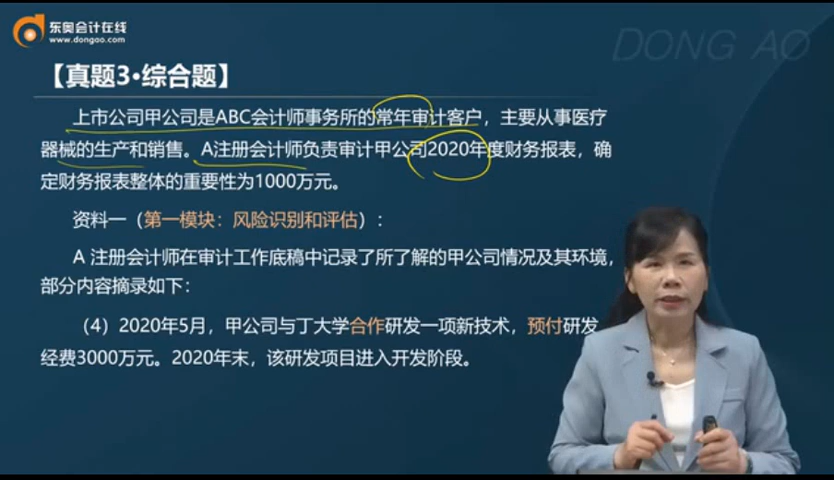 东奥会计在线
www.dongao.com
DONG AO
【真题3·综合题】
上市公司甲公司是ABC会计师事务所的常年审计客户，主要从事医疗
器械的生产和销售。A注册会计师负责审计甲公司2020年度财务报表，确
定财务报表整体的重要性为1000万元。
资料一（第一模块：风险识别和评估）：
A 注册会计师在审计工作底稿中记录了所了解的甲公司情况及其环境，
部分内容摘录如下：
（4）2020年5月，甲公司与丁大学合作研发一项新技术，预付研发
经费3000万元。2020年末，该研发项目进入开发阶段。